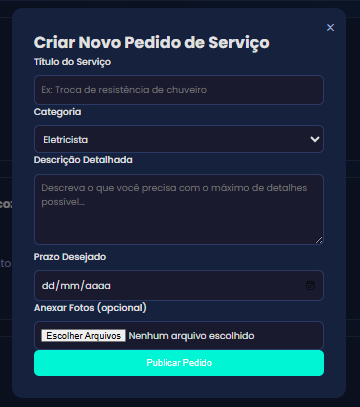 ×
Criar Novo Pedido de Serviço
Título do Serviço
Ex: Troca de resistência de chuveiro
Categoria
Eletricista
Descrição Detalhada
Descreva o que você precisa com o máximo de detalhes
possível...
Prazo Desejado
dd/mm/aaaa
Anexar Fotos (opcional)
Escolher Arquivos Nenhum arquivo escolhido
Publicar Pedido